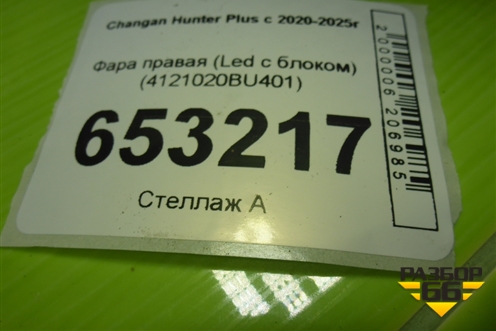 Changan Hunter Plus с 2020-2025г
Фара правая (Led с блоком)
(4121020BU401)
653217
Стеллаж А
2000006206985
РАЗБОР
66